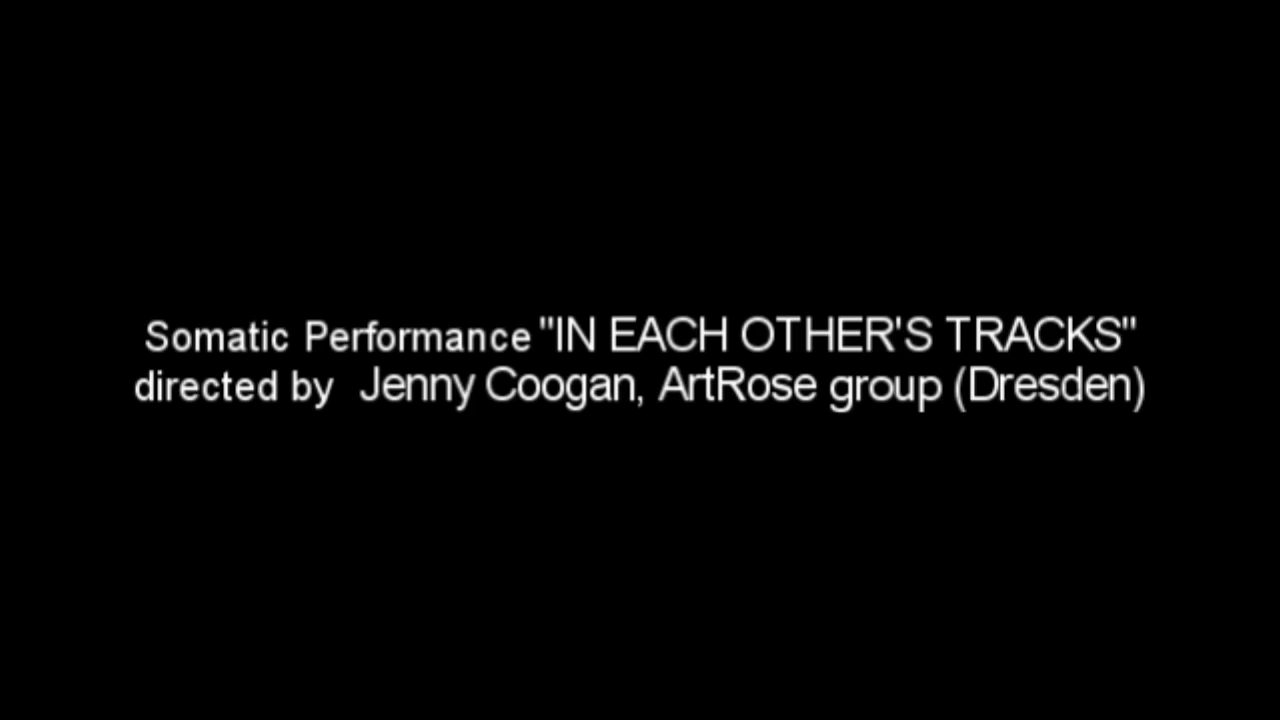 Somatic Performance "IN EACH OTHER'S TRACKS"
directed by Jenny Coogan, ArtRose group (Dresden)